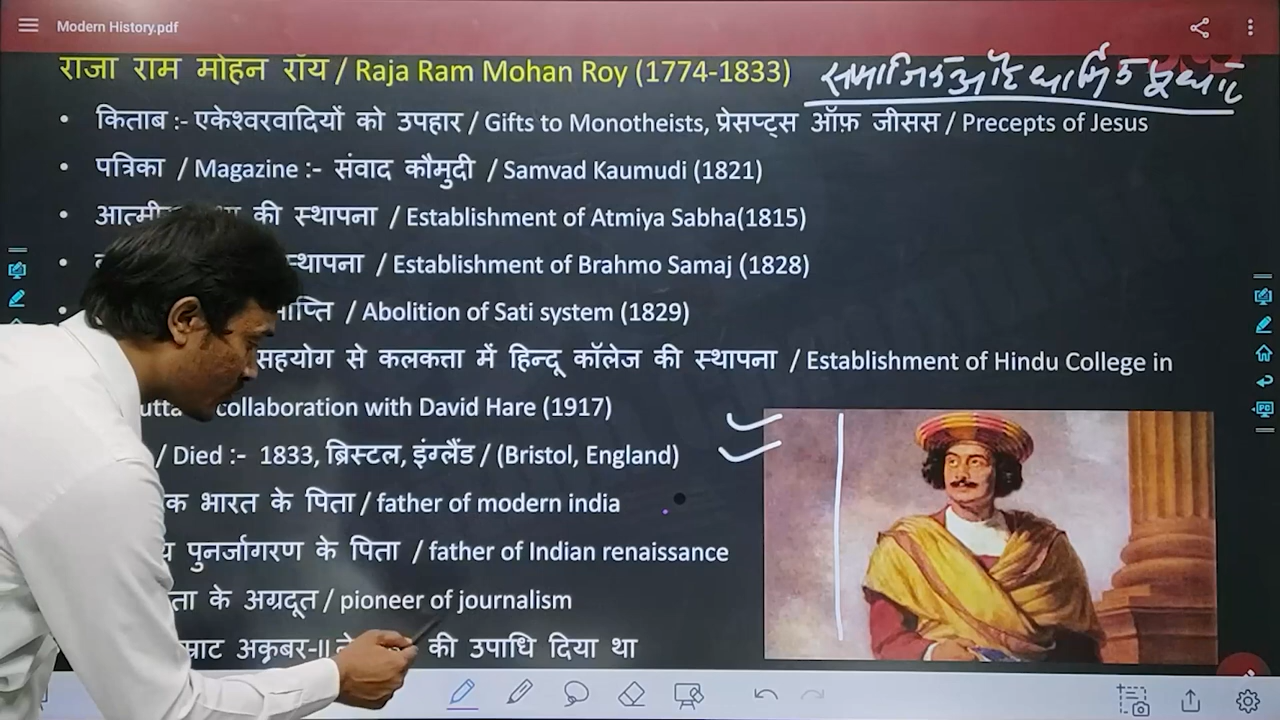 Modern History.pdf
राजा राम मोहन रॉय / Raja Ram Mohan Roy (1774-1833)
• किताब :- एकेश्वरवादियों को उपहार / Gifts to Monotheists, प्रेसप्ट्स ऑफ़ जीसस / Precepts of Jesus
• पत्रिका / Magazine :- संवाद कौमुदी / Samvad Kaumudi (1821)
• की स्थापना / Establishment of Atmiya Sabha(1815)
• / Establishment of Brahmo Samaj (1828)
/ Abolition of Sati system (1829)
सहयोग से कलकत्ता में हिन्दू कॉलेज की स्थापना / Establishment of Hindu College in
collaboration with David Hare (1917)
/ Died :- 1833, ब्रिस्टल, इंग्लैंड / (Bristol, England)
भारत के पिता / father of modern india
पुनर्जागरण के पिता / father of Indian renaissance
के अग्रदूत / pioneer of journalism
अकबर-II की उपाधि दिया था